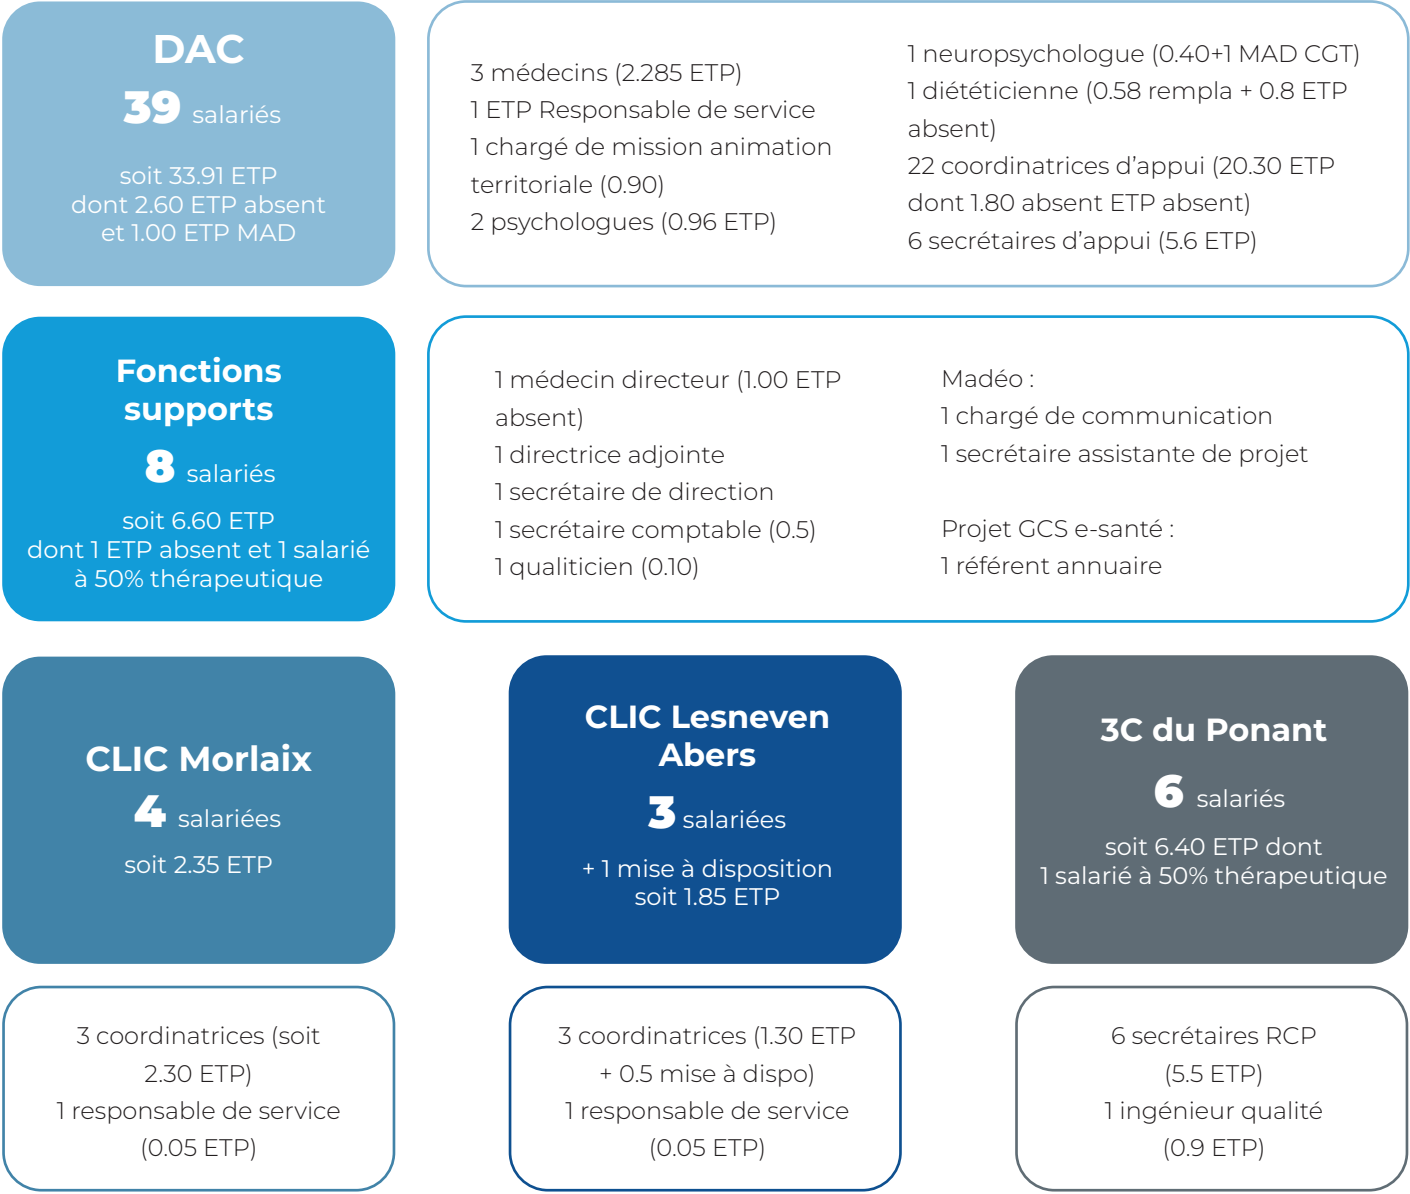 DAC
39 salariés
soit 33.91 ETP
dont 2.60 ETP absent
et 1.00 ETP MAD
3 médecins (2.285 ETP)
1 ETP Responsable de service
1 chargé de mission animation
territoriale (0.90)
2 psychologues (0.96 ETP)
1 neuropsychologue (0.40+1 MAD CGT)
1 diététicienne (0.58 rempla + 0.8 ETP
absent)
22 coordinatrices d’appui (20.30 ETP
dont 1.80 absent ETP absent)
6 secrétaires d’appui (5.6 ETP)
Fonctions
supports
8 salariés
soit 6.60 ETP
dont 1 ETP absent et 1 salarié
à 50% thérapeutique
1 médecin directeur (1.00 ETP
absent)
1 directrice adjointe
1 secrétaire de direction
1 secrétaire comptable (0.5)
1 qualiticien (0.10)
Madéo :
1 chargé de communication
1 secrétaire assistante de projet
Projet GCS e-santé :
1 référent annuaire
CLIC Morlaix
4 salariées
soit 2.35 ETP
3 coordinatrices (soit
2.30 ETP)
1 responsable de service
(0.05 ETP)
CLIC Lesneven
Abers
3 salariées
+ 1 mise à disposition
soit 1.85 ETP
3 coordinatrices (1.30 ETP
+ 0.5 mise à dispo)
1 responsable de service
(0.05 ETP)
3C du Ponant
6 salariés
soit 6.40 ETP dont
1 salarié à 50% thérapeutique
6 secrétaires RCP
(5.5 ETP)
1 ingénieur qualité
(0.9 ETP)